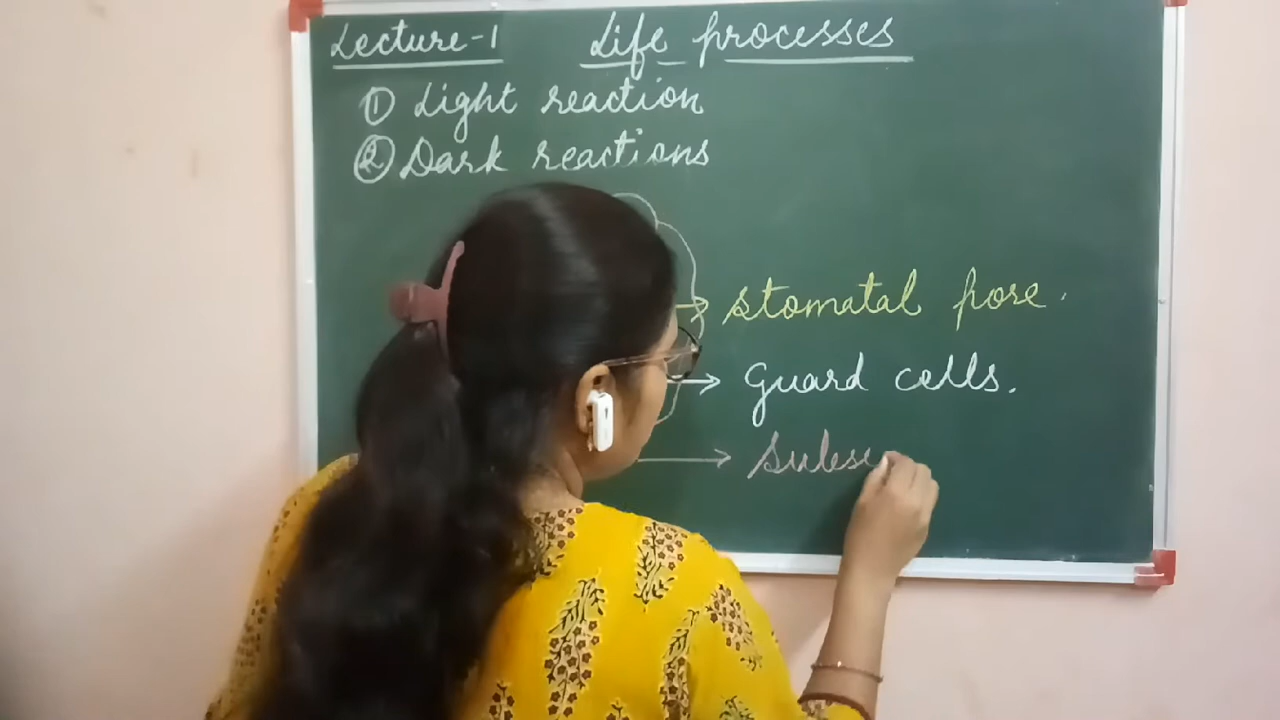 Lecture-1 Life processes
① Light reaction
② Dark reactions
Stomatal pore.
Guard cells.